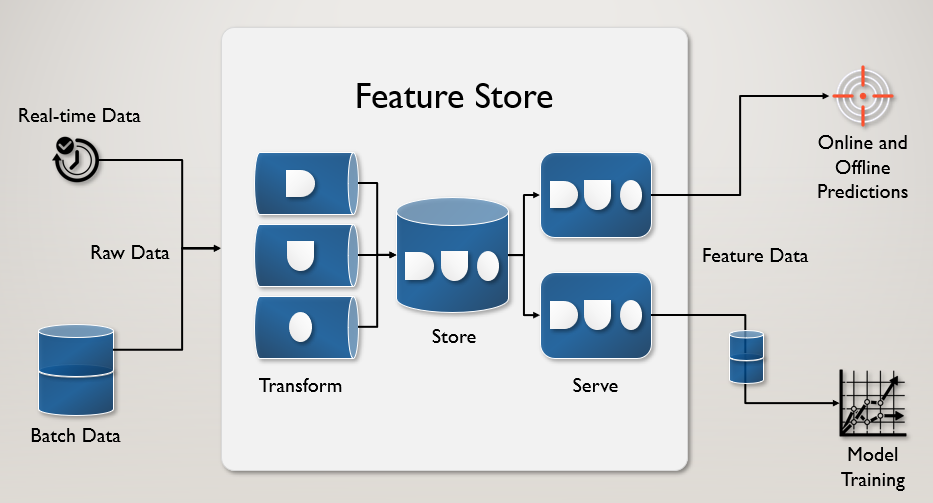 Feature Store
Real-time Data
Raw Data
Batch Data
Transform
Store
Serve
Feature Data
Online and
Offline
Predictions
Model
Training